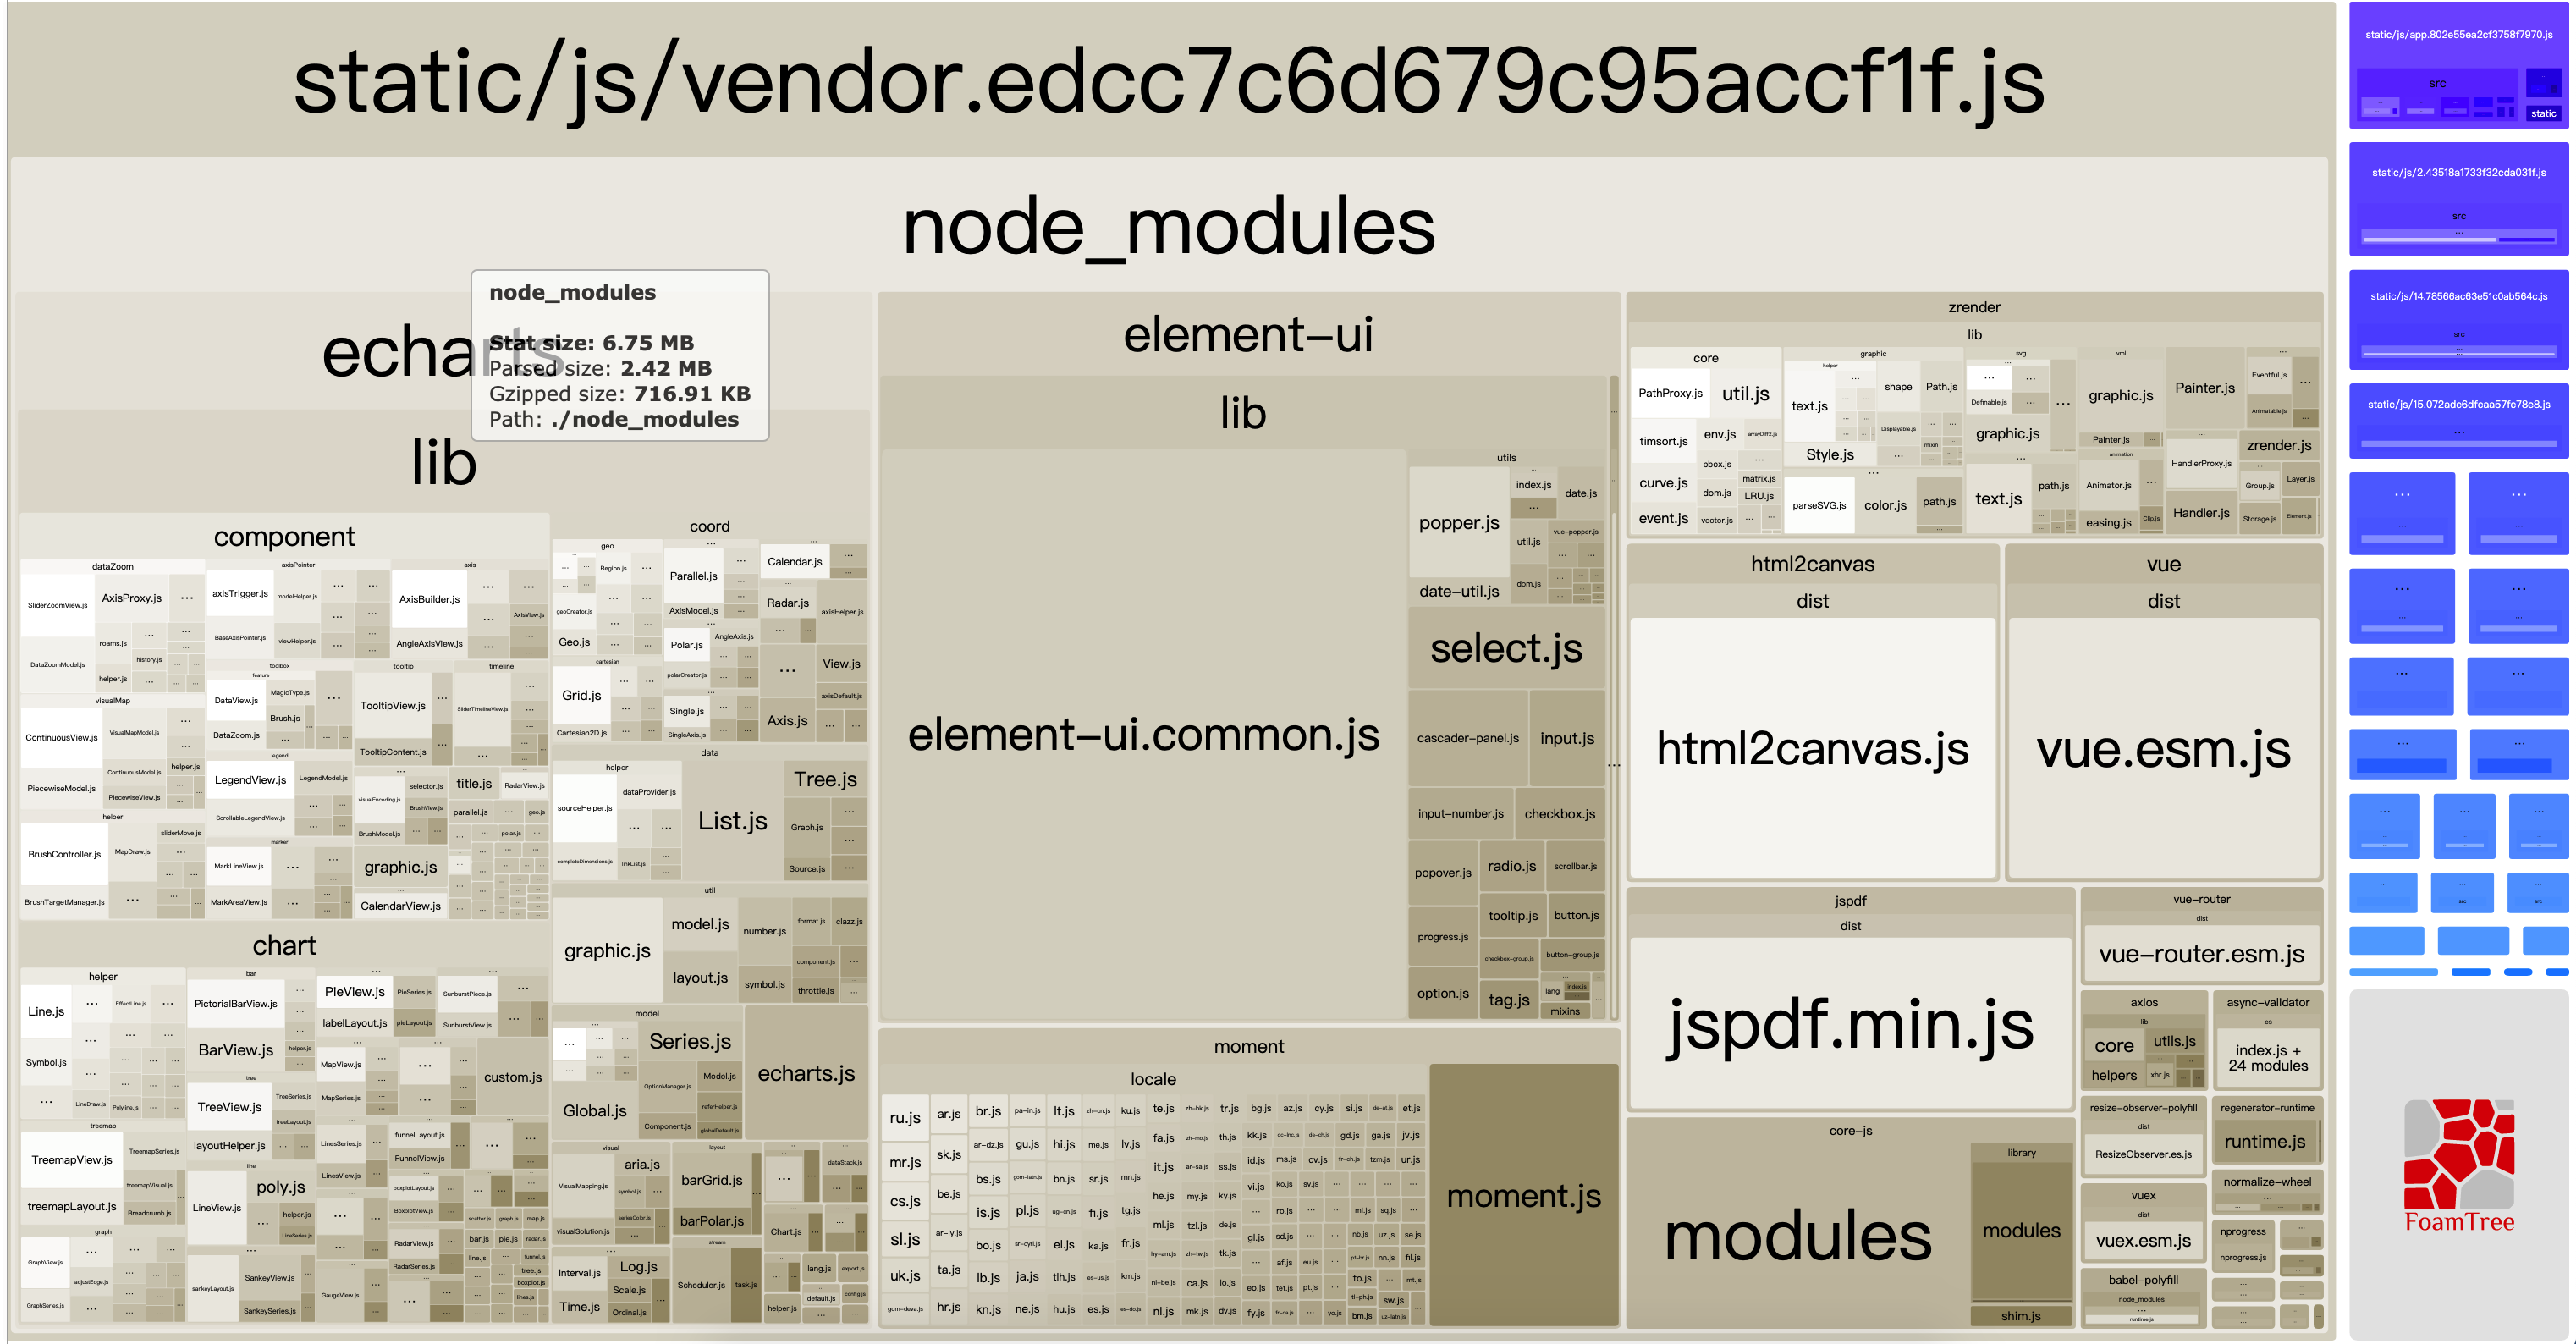 static/js/vendor.edcc7c6d679c95accf1f.js
node_modules
node_modules
Stat size: 6.75 MB
Parsed size: 2.42 MB
Gzipped size: 716.91 KB
Path: ./node_modules
echarts
lib
component
dataZoom
SliderZoomView.js
AxisProxy.js
roams.js
DataZoomModel.js
history.js
helper.js
axisPointer
axisTrigger.js
modelHelper.js
BaseAxisPointer.js
viewHelper.js
axis
AxisBuilder.js
AxisView.js
AngleAxisView.js
visualMap
ContinuousView.js
VisualMapModel.js
ContinuousModel.js
helper.js
PiecewiseModel.js
PiecewiseView.js
toolbox
feature
DataView.js
MagicType.js
Brush.js
DataZoom.js
tooltip
TooltipView.js
TooltipContent.js
timeline
SliderTimelineView.js
legend
LegendView.js
LegendModel.js
ScrollableLegendView.js
visualEncoding.js
selector.js
BrushView.js
BrushModel.js
title.js
RadarView.js
parallel.js
geo.js
polar.js
helper
sliderMove.js
BrushController.js
MapDraw.js
BrushTargetManager.js
marker
MarkLineView.js
MarkAreaView.js
graphic.js
CalendarView.js
chart
helper
Line.js
EffectLine.js
Symbol.js
LineDraw.js
Polyline.js
bar
PictorialBarView.js
BarView.js
helper.js
PieView.js
PieSeries.js
labelLayout.js
pieLayout.js
SunburstPiece.js
SunburstView.js
MapView.js
MapSeries.js
custom.js
tree
TreeView.js
TreeSeries.js
treeLayout.js
layoutHelper.js
treemap
TreemapView.js
TreemapSeries.js
treemapVisual.js
treemapLayout.js
Breadcrumb.js
line
LineView.js
poly.js
helper.js
LineSeries.js
LinesSeries.js
LinesView.js
funnelLayout.js
FunnelView.js
boxplotLayout.js
BoxplotView.js
scatter.js
graph.js
map.js
RadarView.js
RadarSeries.js
bar.js
pie.js
radar.js
line.js
funnel.js
tree.js
boxplot.js
lines.js
graph
GraphView.js
adjustEdge.js
GraphSeries.js
sankeyLayout.js
SankeyView.js
SankeySeries.js
GaugeView.js
coord
geo
Region.js
geoCreator.js
Geo.js
Parallel.js
AxisModel.js
Calendar.js
Radar.js
axisHelper.js
Polar.js
AngleAxis.js
polarCreator.js
View.js
axisDefault.js
cartesian
Grid.js
Cartesian2D.js
Single.js
SingleAxis.js
Axis.js
data
helper
sourceHelper.js
dataProvider.js
completeDimensions.js
linkList.js
List.js
Tree.js
Graph.js
Source.js
util
graphic.js
model.js
layout.js
number.js
symbol.js
format.js
clazz.js
component.js
throttle.js
model
Series.js
OptionManager.js
Model.js
referHelper.js
Global.js
Component.js
globalDefault.js
echarts.js
visual
aria.js
VisualMapping.js
symbol.js
seriesColor.js
visualSolution.js
layout
barGrid.js
barPolar.js
dataStack.js
Chart.js
Interval.js
Log.js
Scale.js
Time.js
Ordinal.js
stream
Scheduler.js
task.js
lang.js
export.js
default.js
config.js
helper.js
element-ui
lib
element-ui.common.js
utils
popper.js
index.js
date.js
vue-popper.js
util.js
date-util.js
dom.js
select.js
cascader-panel.js
input.js
input-number.js
checkbox.js
popover.js
radio.js
scrollbar.js
tooltip.js
button.js
progress.js
checkbox-group.js
button-group.js
option.js
tag.js
lang
index.js
mixins
moment
locale
ru.js
ar.js
br.js
pa-in.js
lt.js
zh-cn.js
ku.js
te.js
zh-hk.js
tr.js
bg.js
az.js
cy.js
si.js
de-at.js
et.js
mr.js
sk.js
ar-dz.js
gu.js
hi.js
me.js
lv.js
fa.js
zh-mo.js
th.js
kk.js
oc-lnc.js
de-ch.js
gd.js
ga.js
jv.js
cs.js
be.js
bs.js
gom-latn.js
bn.js
sr.js
mn.js
it.js
ar-sa.js
ss.js
id.js
ms.js
cv.js
fr-ch.js
tzm.js
ur.js
sl.js
ar-ly.js
is.js
pl.js
ug-cn.js
fi.js
tg.js
he.js
my.js
ky.js
vi.js
ko.js
sv.js
uk.js
ta.js
bo.js
sr-cyrl.js
el.js
ka.js
fr.js
ml.js
tzl.js
de.js
ro.js
ml.js
sq.js
gom-deva.js
hr.js
lb.js
ja.js
tlh.js
es-us.js
km.js
hy-am.js
zh-tw.js
tk.js
gl.js
sd.js
nb.js
uz.js
se.js
kn.js
ne.js
hu.js
es.js
es-do.js
nl-be.js
ca.js
lo.js
af.js
eu.js
pt-br.js
nn.js
fil.js
nl.js
mk.js
dv.js
eo.js
tet.js
pt.js
fo.js
mt.js
fy.js
fr-ca.js
yo.js
tl-ph.js
sw.js
bm.js
uz-latn.js
moment.js
zrender
lib
core
PathProxy.js
util.js
timsort.js
env.js
arrayDiff2.js
bbox.js
curve.js
matrix.js
dom.js
LRU.js
event.js
vector.js
graphic
helper
text.js
shape
Path.js
Displayable.js
mixin
Style.js
parseSVG.js
color.js
path.js
svg
Definable.js
graphic.js
text.js
path.js
vml
graphic.js
Painter.js
animation
Animator.js
easing.js
Clip.js
Painter.js
Eventful.js
Animatable.js
HandlerProxy.js
zrender.js
Group.js
Layer.js
Handler.js
Storage.js
Element.js
html2canvas
dist
html2canvas.js
vue
dist
vue.esm.js
jspdf
dist
jspdf.min.js
vue-router
dist
vue-router.esm.js
axios
lib
core
utils.js
helpers
xhr.js
async-validator
es
index.js +
24 modules
core-js
modules
library
modules
shim.js
resize-observer-polyfill
dist
ResizeObserver.es.js
regenerator-runtime
runtime.js
normalize-wheel
vuex
dist
vuex.esm.js
nprogress
nprogress.js
babel-polyfill
node_modules
runtime.js
static/js/app.802e55ea2cf3758f7970.js
src
static
static/js/2.43518a1733f32cda031f.js
src
static/js/14.78566ac63e51c0ab564c.js
src
static/js/15.072adc6dfcaa57fc78e8.js
src
src
FoamTree